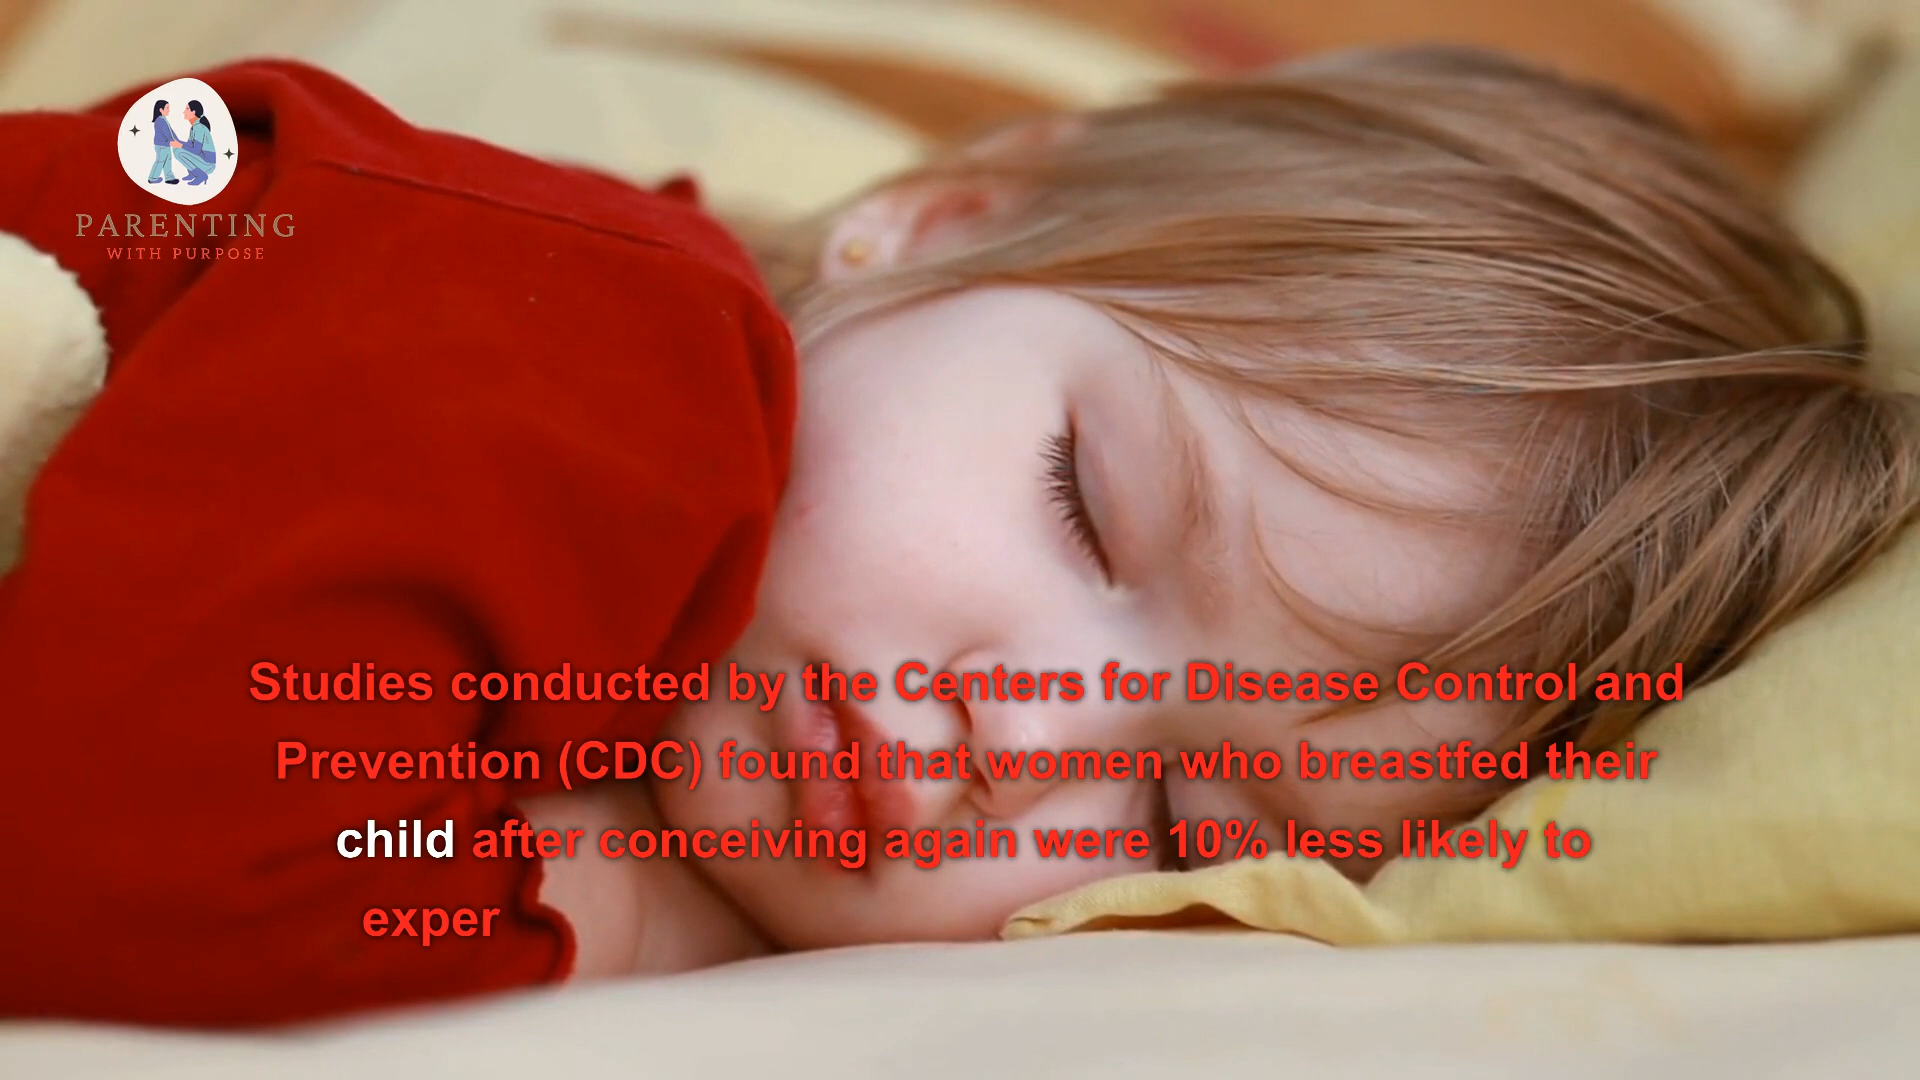 PARENTING
WITH PURPOSE
Studies conducted by the Centers for Disease Control and
Prevention (CDC) found that women who breastfed their
child after conceiving again were 10% less likely to
exper